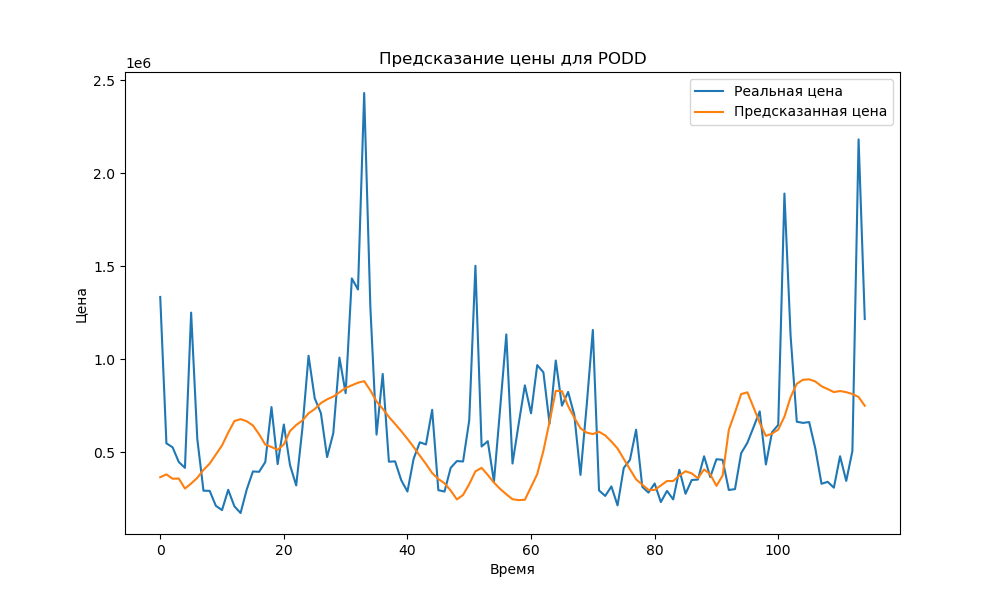 Предсказание цены для PODD
1e6
Реальная цена
Предсказанная цена
2.5
2.0
1.5
1.0
0.5
Цена
0
20
40
60
80
100
Время